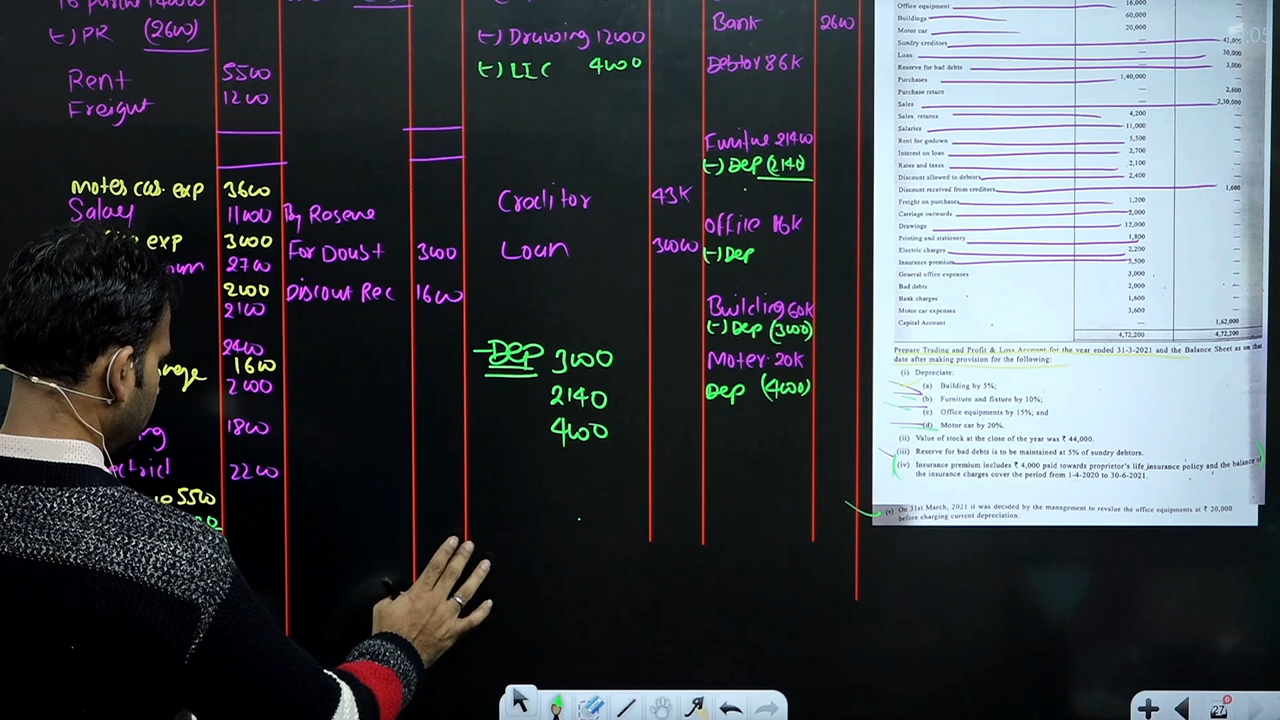 (-) PR (2600)
Rent
Freight 1200
motor car exp 3600
Salary 11000
exp 3000
2700
2000
2100
2400
1600
2000
1800
2200
5500
By Reserve
For Doubt 3000
Discount Rec 1600
(-) Drawing 12000
(-) LIC 4000
Creditor 43K
Loan 30000
DEP 3000
2140
4000
Bank 2600
Debtor 86K
Furniture 21400
(-) Dep (2140)
office 16K
(-) Dep
Building 60K
(-) Dep (3000)
Moter 20K
Dep (4000)
Office equipment 16,000 —
Buildings 60,000 —
Motor car 20,000 —
Sundry creditors — 43,000
Loan — 30,000
Reserve for bad debts — 3,000
Purchases 1,40,000 —
Purchase return — 2,600
Sales — 2,30,000
Sales returns 4,200 —
Salaries 11,000 —
Rent for godown 5,500 —
Interest on loan 2,700 —
Rates and taxes 2,100 —
Discount allowed to debtors 2,400 —
Discount received from creditors — 1,600
Freight on purchases 1,200 —
Carriage outwards 2,000 —
Drawings 12,000 —
Printing and stationery 1,800 —
Electric charges 2,200 —
Insurance premium 5,500 —
General office expenses 3,000 —
Bad debts 2,000 —
Bank charges 1,600 —
Motor car expenses 3,600 —
Capital Account — 1,62,000
4,72,200 4,72,200
Prepare Trading and Profit & Loss Account for the year ended 31-3-2021 and the Balance Sheet as on that
date after making provision for the following:
(i) Depreciate:
(a) Building by 5%;
(b) Furniture and fixture by 10%;
(c) Office equipments by 15%; and
(d) Motor car by 20%.
(ii) Value of stock at the close of the year was ₹ 44,000.
(iii) Reserve for bad debts is to be maintained at 5% of sundry debtors.
(iv) Insurance premium includes ₹ 4,000 paid towards proprietor's life insurance policy and the balance of
the insurance charges cover the period from 1-4-2020 to 30-6-2021.
(v) On 31st March, 2021 it was decided by the management to revalue the office equipments at ₹ 20,000
before charging current depreciation.
27